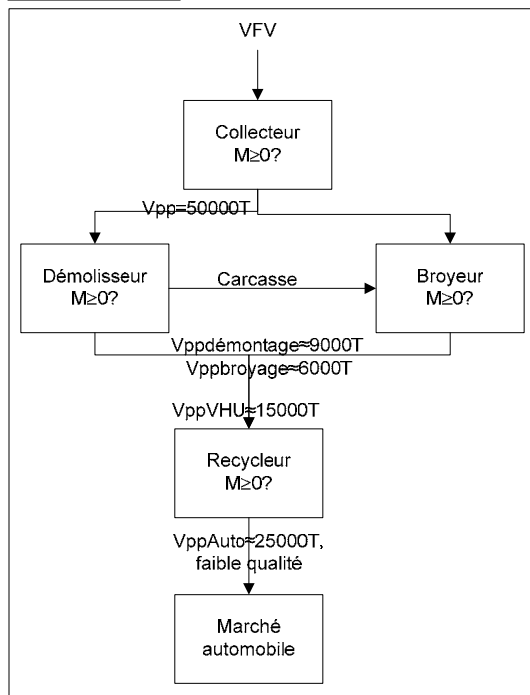 VFV
Collecteur
M≥0?
Vpp=50000T
Démolisseur
M≥0?
Carcasse
Broyeur
M≥0?
Vppdémontage≈9000T
Vppbroyage≈6000T
VppVHU≈15000T
Recycleur
M≥0?
VppAuto≈25000T,
faible qualité
Marché
automobile